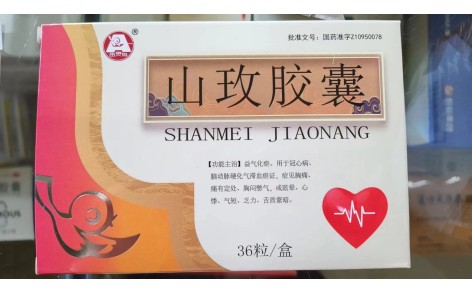 ®
批准文号：国药准字Z10950078
山玫胶囊
SHANMEI JIAONANG
【功能主治】益气化瘀。用于冠心病、
脑动脉硬化气滞血瘀证，症见胸痛，
痛有定处、胸闷憋气，或眩晕、心
悸、气短、乏力、舌质紫暗。
36粒/盒